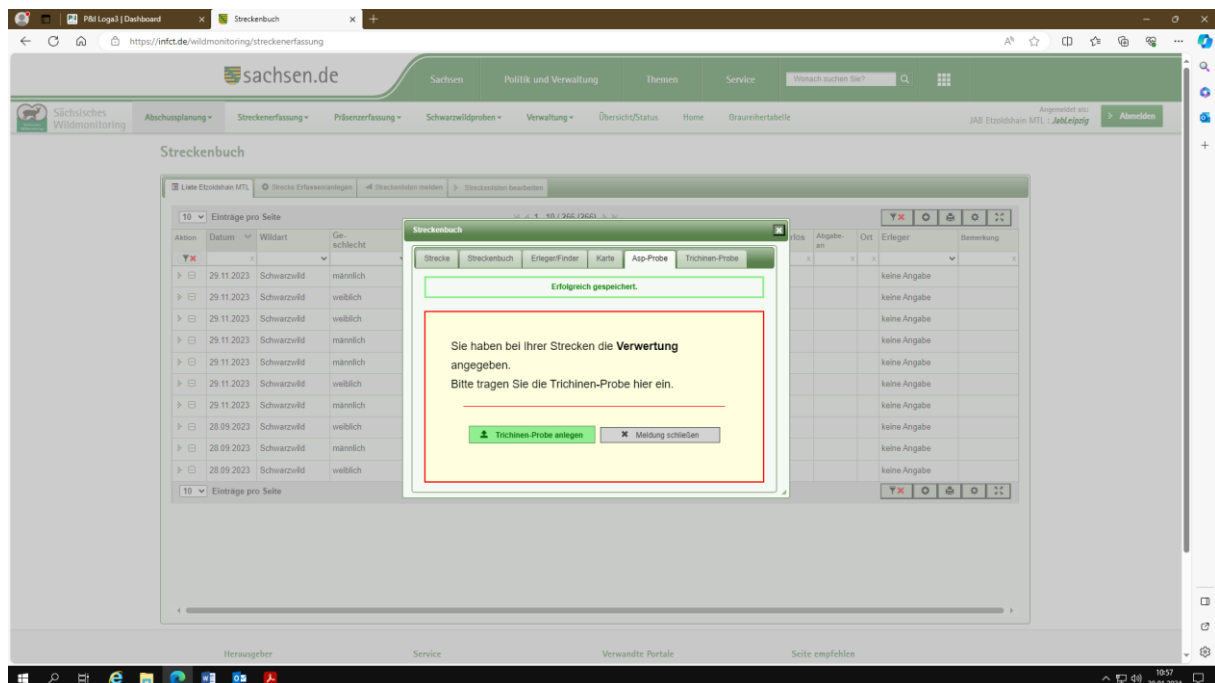 P&I Loga3 | Dashboard
Streckenbuch
https://infct.de/wildmonitoring/streckenerfassung
sachsen.de
Sachsen
Politik und Verwaltung
Themen
Service
Wonach suchen Sie?
Sächsisches
Wildmonitoring
Abschussplanung
Streckenerfassung
Präsenzerfassung
Schwarzwildproben
Verwaltung
Übersicht/Status
Home
Graureihertabelle
Angemeldet als:
JAB Etzoldshain MTL : JabLeipzig
Abmelden
Streckenbuch
Liste Etzoldshain MTL
Strecke Erfassen/anlegen
Streckenlisten melden
Streckenlisten bearbeiten
10 Einträge pro Seite
1 - 10 / 366 (366)
Aktion Datum Wildart Ge-
schlecht
Abgabe-
an
Ort Erleger Bemerkung
29.11.2023 Schwarzwild männlich keine Angabe
29.11.2023 Schwarzwild weiblich keine Angabe
29.11.2023 Schwarzwild weiblich keine Angabe
29.11.2023 Schwarzwild männlich keine Angabe
29.11.2023 Schwarzwild männlich keine Angabe
29.11.2023 Schwarzwild weiblich keine Angabe
29.11.2023 Schwarzwild männlich keine Angabe
28.09.2023 Schwarzwild weiblich keine Angabe
28.09.2023 Schwarzwild männlich keine Angabe
28.09.2023 Schwarzwild weiblich keine Angabe
10 Einträge pro Seite
Streckenbuch
Strecke
Streckenbuch
Erleger/Finder
Karte
Asp-Probe
Trichinen-Probe
Erfolgreich gespeichert.
Sie haben bei Ihrer Strecken die Verwertung
angegeben.
Bitte tragen Sie die Trichinen-Probe hier ein.
Trichinen-Probe anlegen
Meldung schließen
Herausgeber
Service
Verwandte Portale
Seite empfehlen
10:57